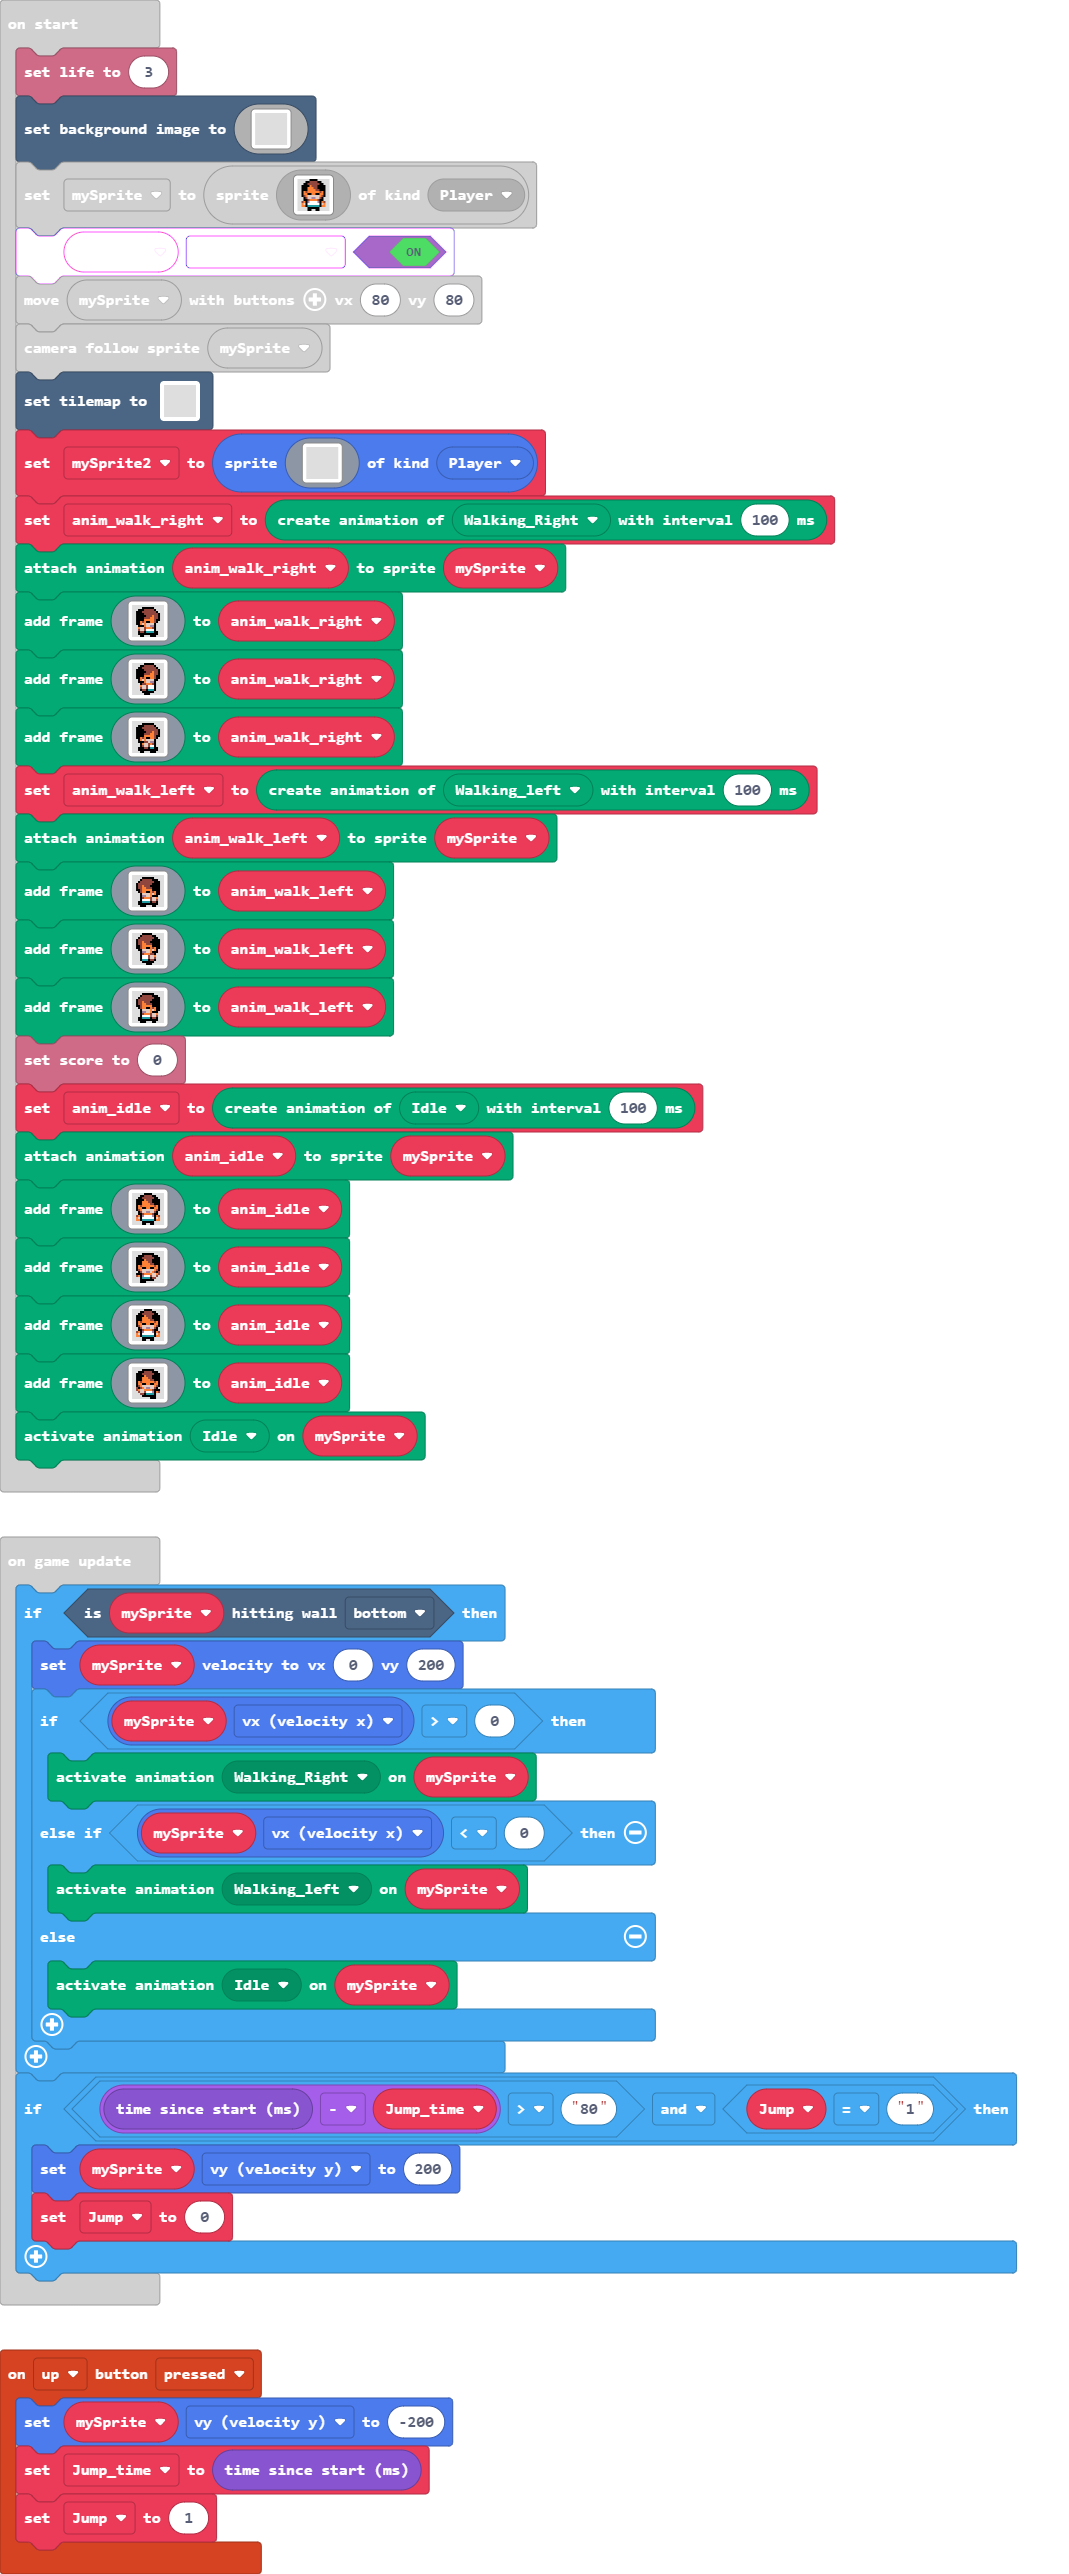 on start
set life to 3
set background image to
set mySprite to sprite of kind Player
ON
move mySprite with buttons vx 80 vy 80
camera follow sprite mySprite
set tilemap to
set mySprite2 to sprite of kind Player
set anim_walk_right to create animation of Walking_Right with interval 100 ms
attach animation anim_walk_right to sprite mySprite
add frame to anim_walk_right
add frame to anim_walk_right
add frame to anim_walk_right
set anim_walk_left to create animation of Walking_left with interval 100 ms
attach animation anim_walk_left to sprite mySprite
add frame to anim_walk_left
add frame to anim_walk_left
add frame to anim_walk_left
set score to 0
set anim_idle to create animation of Idle with interval 100 ms
attach animation anim_idle to sprite mySprite
add frame to anim_idle
add frame to anim_idle
add frame to anim_idle
add frame to anim_idle
activate animation Idle on mySprite
on game update
if is mySprite hitting wall bottom then
set mySprite velocity to vx 0 vy 200
if mySprite vx (velocity x) > 0 then
activate animation Walking_Right on mySprite
else if mySprite vx (velocity x) < 0 then
activate animation Walking_left on mySprite
else
activate animation Idle on mySprite
if time since start (ms) - Jump_time > "80" and Jump = "1" then
set mySprite vy (velocity y) to 200
set Jump to 0
on up button pressed
set mySprite vy (velocity y) to -200
set Jump_time to time since start (ms)
set Jump to 1